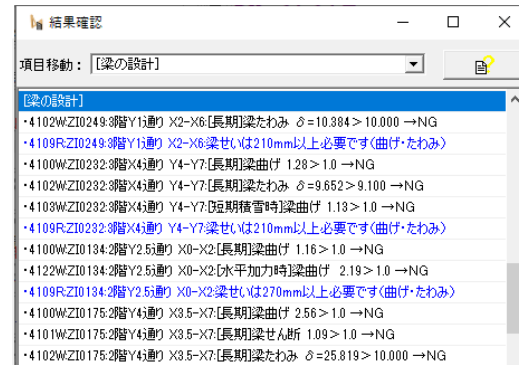 結果確認
項目移動： [梁の設計]
[梁の設計]
・4102W:ZI0249:3階Y1通り X2-X6:[長期]梁たわみ δ=10.384＞10.000 →NG
・4109R:ZI0249:3階Y1通り X2-X6:梁せいは210mm以上必要です(曲げ・たわみ)
・4100W:ZI0232:3階X4通り Y4-Y7:[長期]梁曲げ 1.28＞1.0 →NG
・4102W:ZI0232:3階X4通り Y4-Y7:[長期]梁たわみ δ=9.652＞9.100 →NG
・4103W:ZI0232:3階X4通り Y4-Y7:[短期積雪時]梁曲げ 1.13＞1.0 →NG
・4109R:ZI0232:3階X4通り Y4-Y7:梁せいは210mm以上必要です(曲げ・たわみ)
・4100W:ZI0134:2階Y2.5通り X0-X2:[長期]梁曲げ 1.16＞1.0 →NG
・4122W:ZI0134:2階Y2.5通り X0-X2:[水平加力時]梁曲げ 2.19＞1.0 →NG
・4109R:ZI0134:2階Y2.5通り X0-X2:梁せいは270mm以上必要です(曲げ・たわみ)
・4100W:ZI0175:2階Y4通り X3.5-X7:[長期]梁曲げ 2.56＞1.0 →NG
・4101W:ZI0175:2階Y4通り X3.5-X7:[長期]梁せん断 1.09＞1.0 →NG
・4102W:ZI0175:2階Y4通り X3.5-X7:[長期]梁たわみ δ=25.819＞10.000 →NG